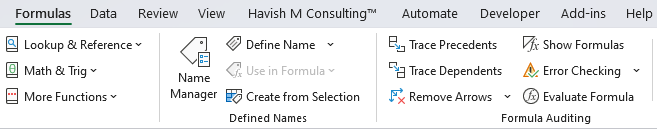 Formulas Data Review View Havish M Consulting™ Automate Developer Add-ins Help
Lookup & Reference
Math & Trig
More Functions
Name Manager
Define Name
Use in Formula
Create from Selection
Defined Names
Trace Precedents
Trace Dependents
Remove Arrows
Show Formulas
Error Checking
Evaluate Formula
Formula Auditing